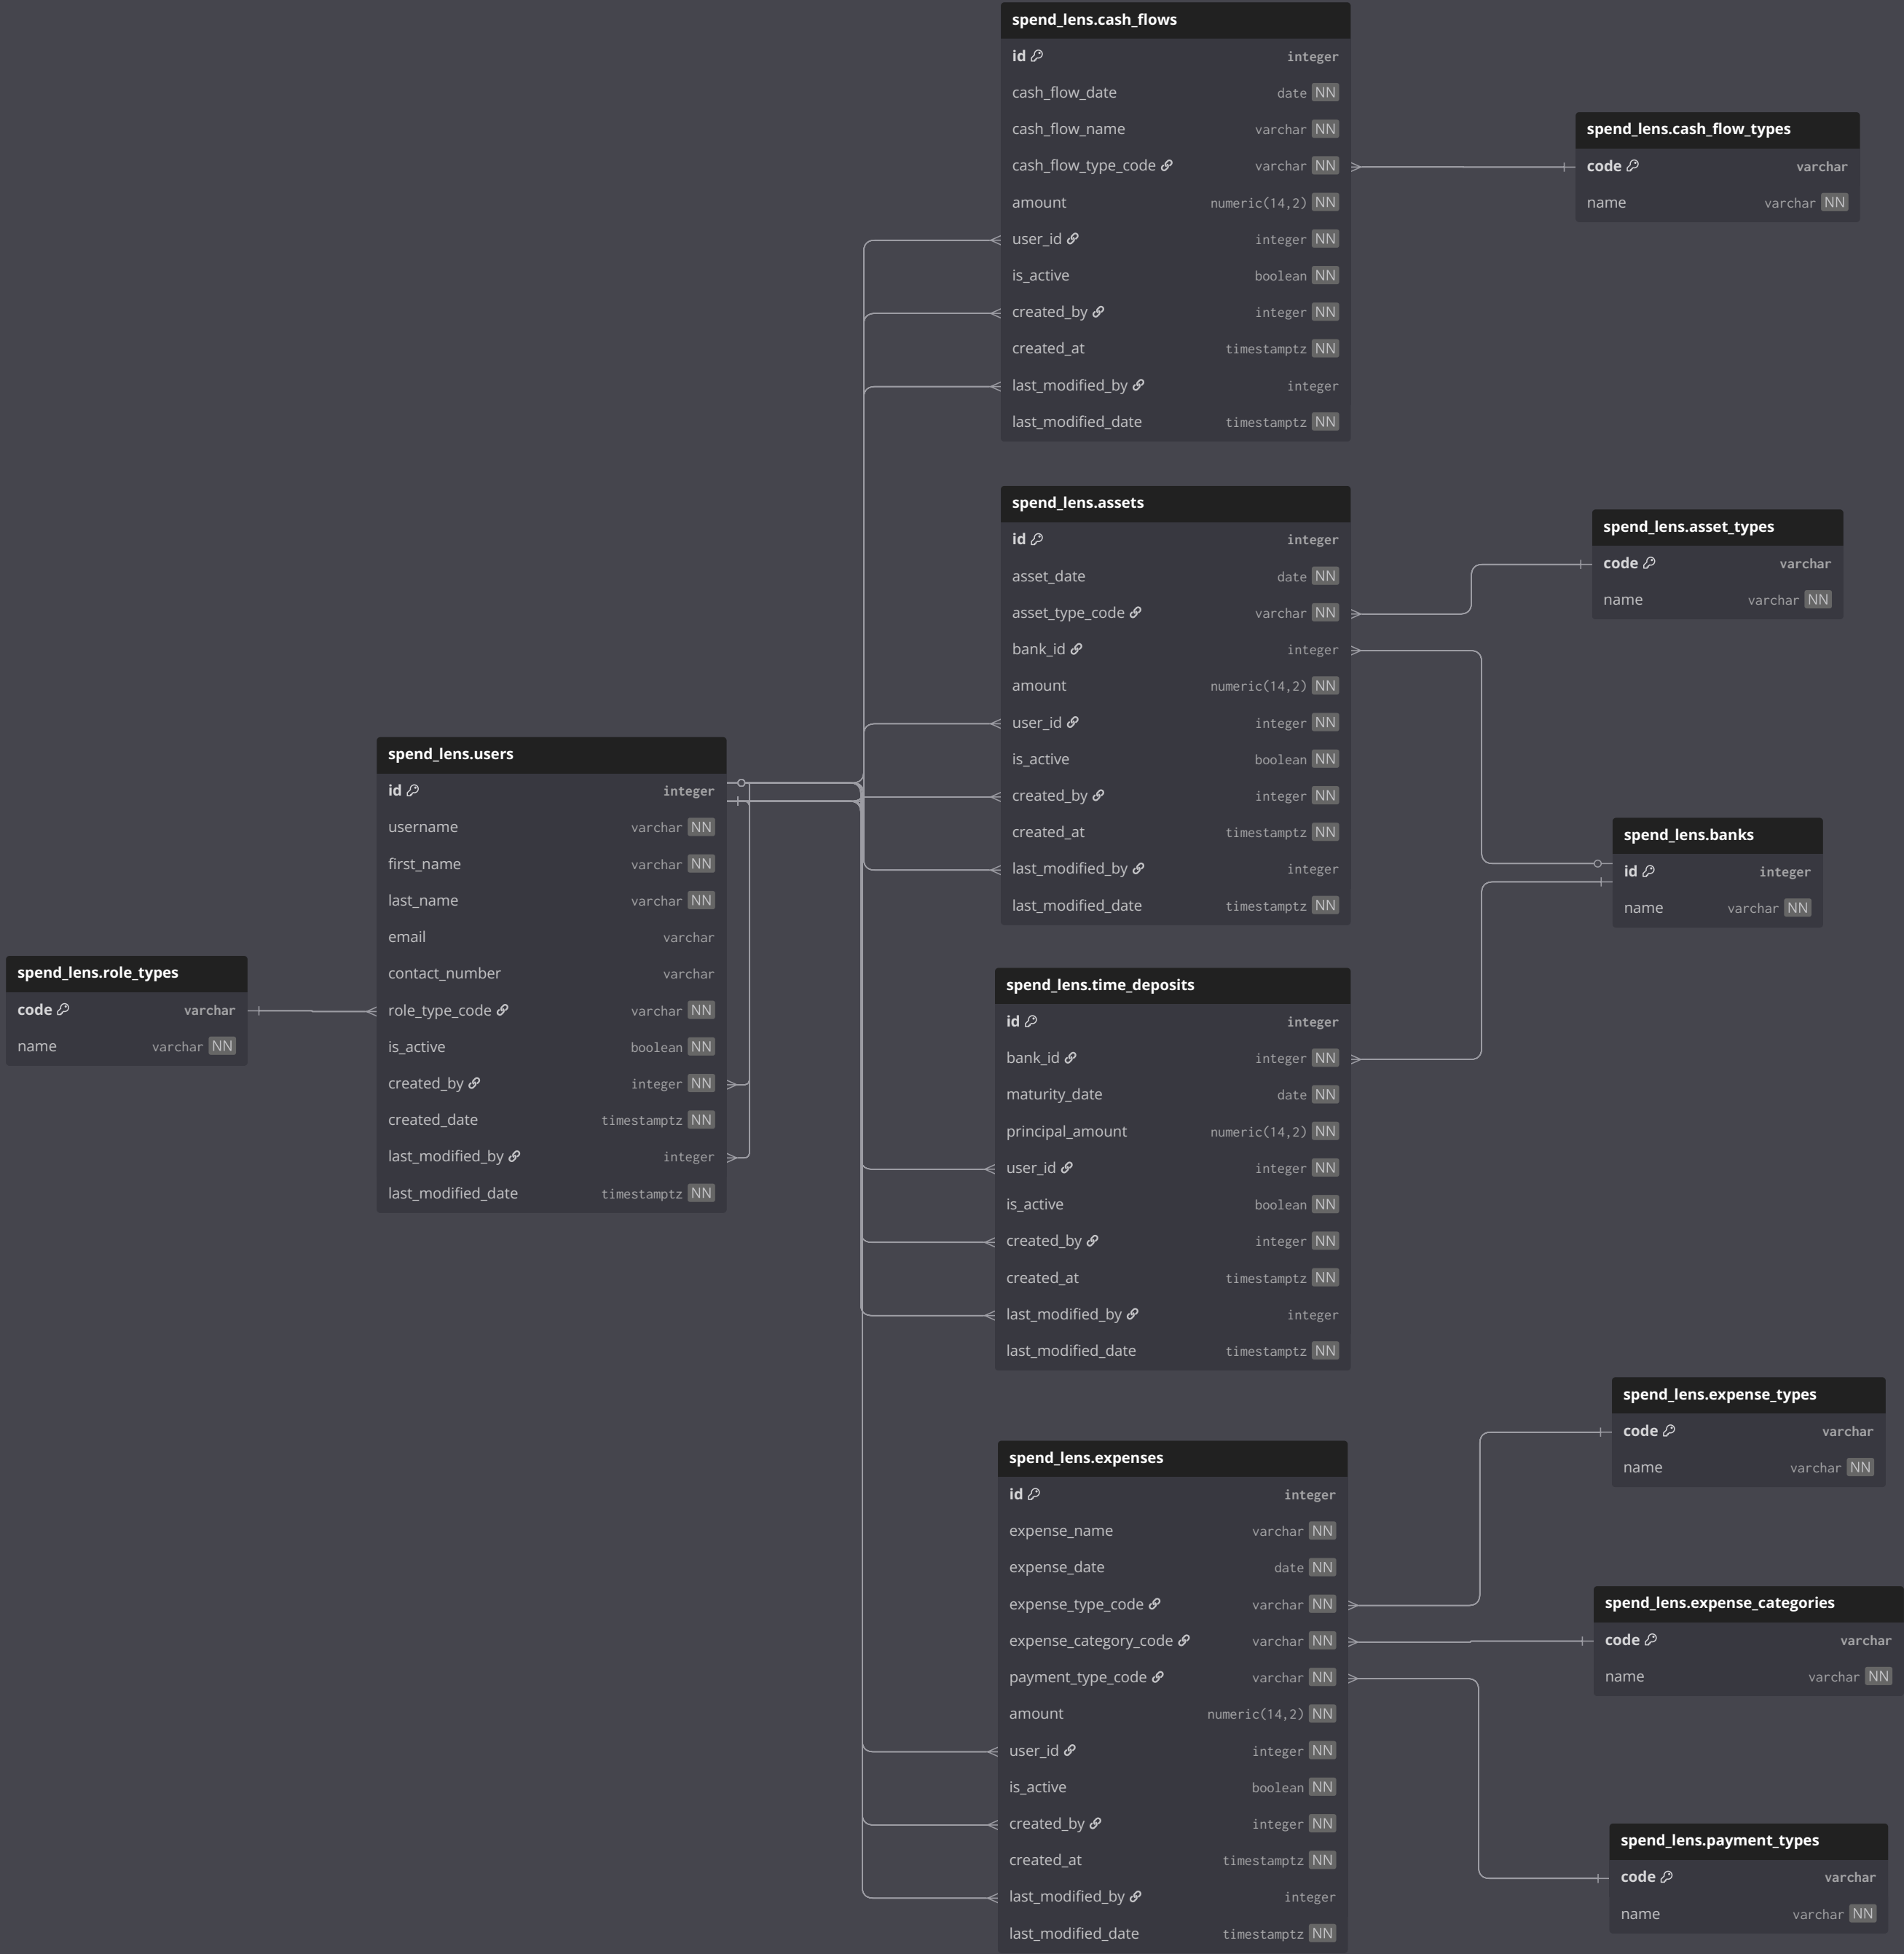 spend_lens.cash_flows
id integer
cash_flow_date date NN
cash_flow_name varchar NN
cash_flow_type_code varchar NN
amount numeric(14,2) NN
user_id integer NN
is_active boolean NN
created_by integer NN
created_at timestamptz NN
last_modified_by integer
last_modified_date timestamptz NN
spend_lens.cash_flow_types
code varchar
name varchar NN
spend_lens.assets
id integer
asset_date date NN
asset_type_code varchar NN
bank_id integer
amount numeric(14,2) NN
user_id integer NN
is_active boolean NN
created_by integer NN
created_at timestamptz NN
last_modified_by integer
last_modified_date timestamptz NN
spend_lens.asset_types
code varchar
name varchar NN
spend_lens.users
id integer
username varchar NN
first_name varchar NN
last_name varchar NN
email varchar
contact_number varchar
role_type_code varchar NN
is_active boolean NN
created_by integer NN
created_date timestamptz NN
last_modified_by integer
last_modified_date timestamptz NN
spend_lens.banks
id integer
name varchar NN
spend_lens.role_types
code varchar
name varchar NN
spend_lens.time_deposits
id integer
bank_id integer NN
maturity_date date NN
principal_amount numeric(14,2) NN
user_id integer NN
is_active boolean NN
created_by integer NN
created_at timestamptz NN
last_modified_by integer
last_modified_date timestamptz NN
spend_lens.expense_types
code varchar
name varchar NN
spend_lens.expenses
id integer
expense_name varchar NN
expense_date date NN
expense_type_code varchar NN
expense_category_code varchar NN
payment_type_code varchar NN
amount numeric(14,2) NN
user_id integer NN
is_active boolean NN
created_by integer NN
created_at timestamptz NN
last_modified_by integer
last_modified_date timestamptz NN
spend_lens.expense_categories
code varchar
name varchar NN
spend_lens.payment_types
code varchar
name varchar NN